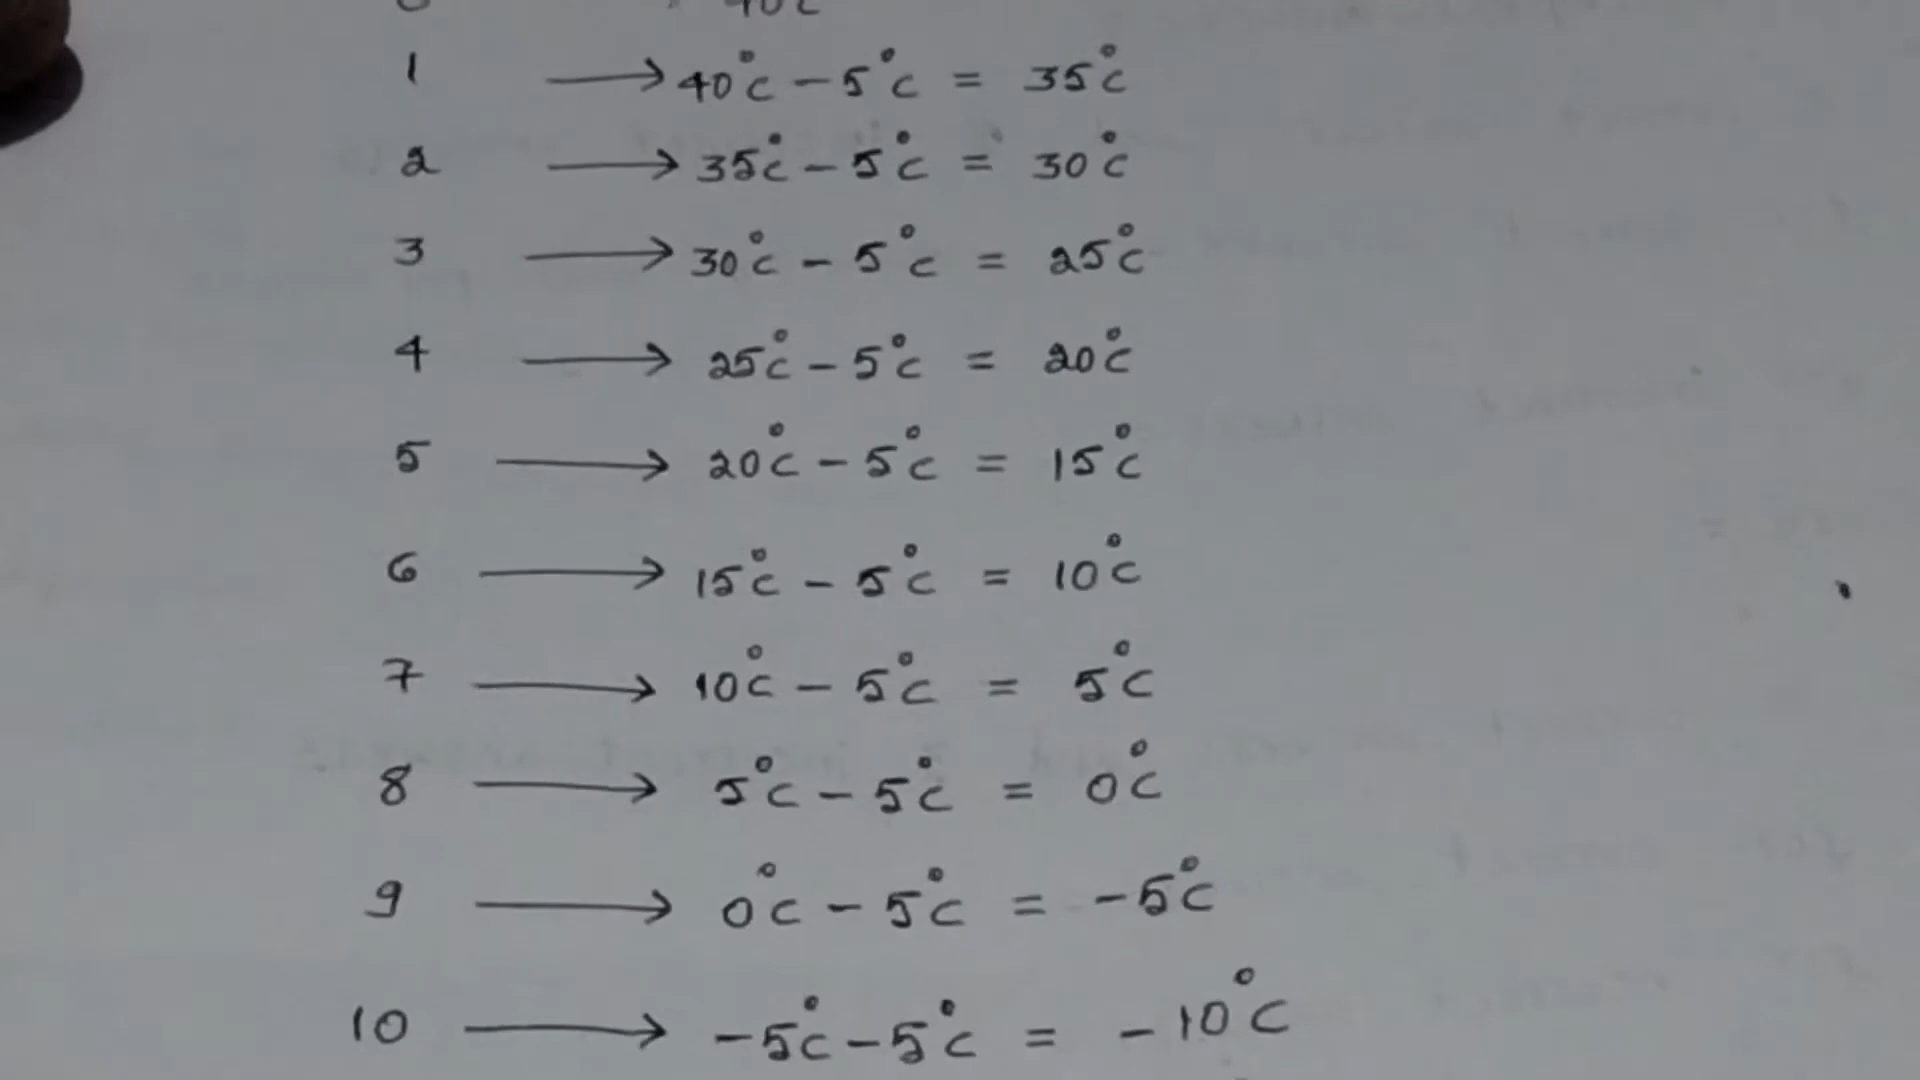 40°C
1 → 40°C - 5°C = 35°C
2 → 35°C - 5°C = 30°C
3 → 30°C - 5°C = 25°C
4 → 25°C - 5°C = 20°C
5 → 20°C - 5°C = 15°C
6 → 15°C - 5°C = 10°C
7 → 10°C - 5°C = 5°C
8 → 5°C - 5°C = 0°C
9 → 0°C - 5°C = -5°C
10 → -5°C - 5°C = -10°C